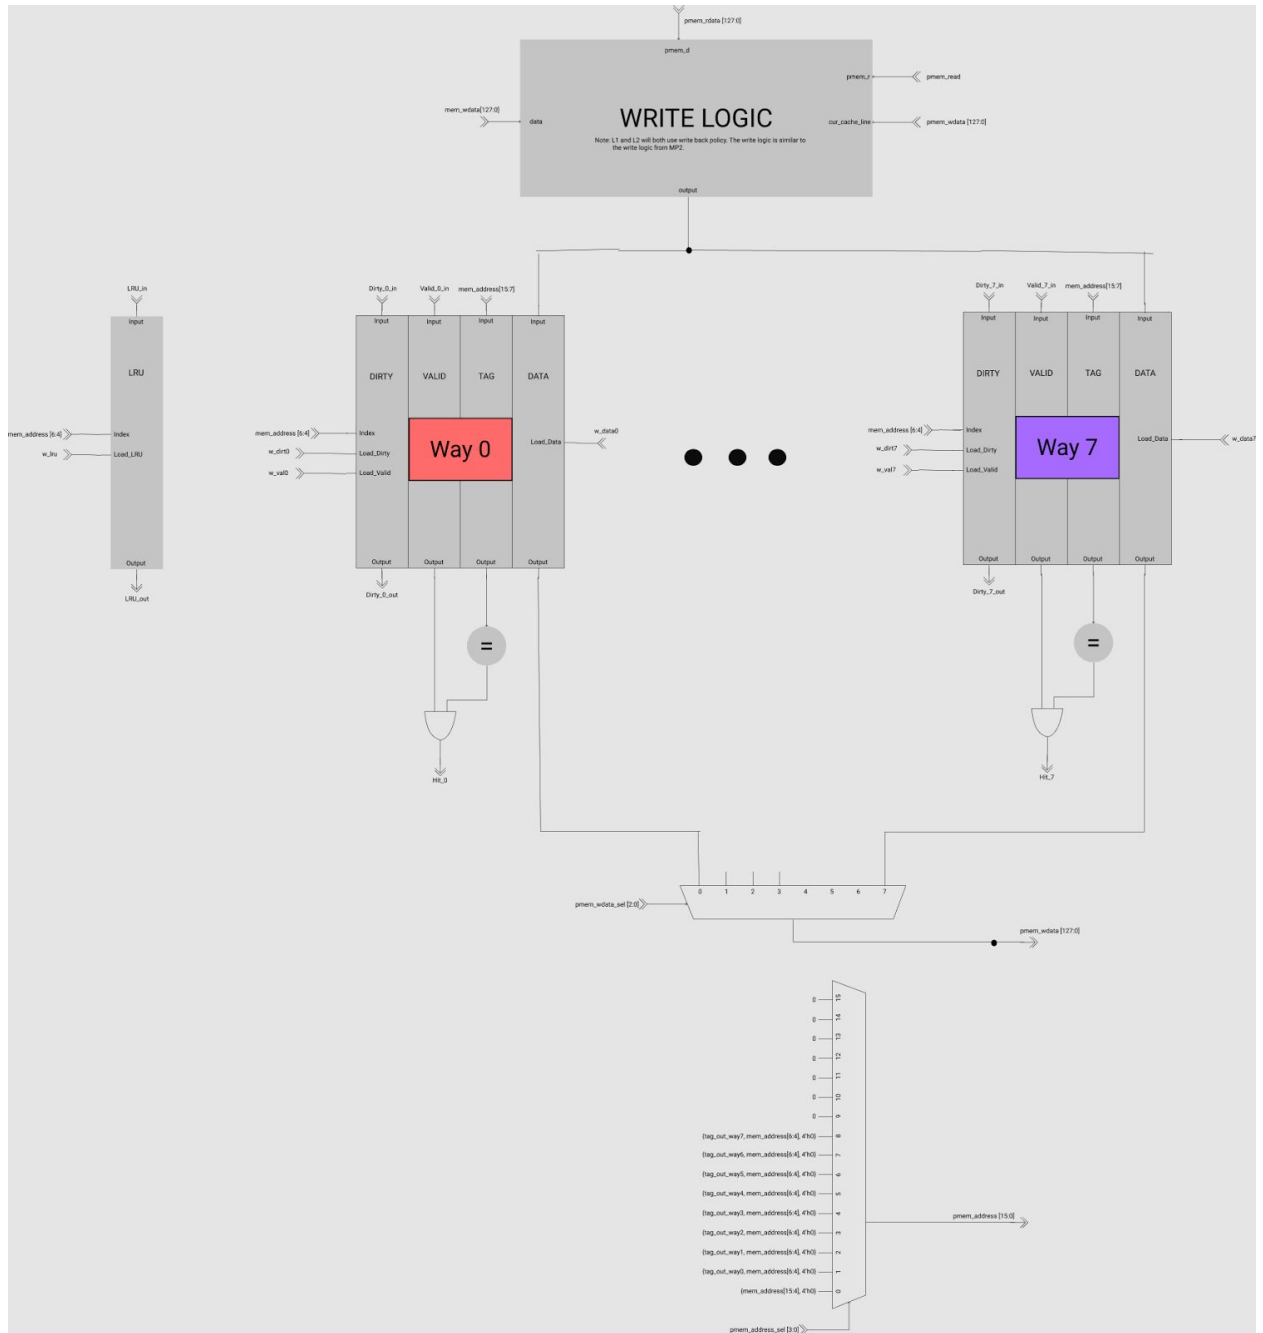 pmem_rdata [127:0]
pmem_d
pmem_r
pmem_read
mem_wdata[127:0]
data
WRITE LOGIC
cur_cache_line
pmem_wdata [127:0]
Note: L1 and L2 will both use write back policy. The write logic is similar to
the write logic from MP2.
output
LRU_in
Input
LRU
mem_address [6:4]
Index
w_lru
Load_LRU
Output
LRU_out
Dirty_0_in
Valid_0_in
mem_address[15:7]
Input
Input
Input
Input
DIRTY
VALID
TAG
DATA
mem_address [6:4]
Index
w_dirt0
Load_Dirty
w_val0
Load_Valid
Way 0
w_data0
Load_Data
Output
Output
Output
Output
Dirty_0_out
=
Hit_0
Dirty_7_in
Valid_7_in
mem_address[15:7]
Input
Input
Input
Input
DIRTY
VALID
TAG
DATA
mem_address [6:4]
Index
w_dirt7
Load_Dirty
w_val7
Load_Valid
Way 7
w_data7
Load_Data
Output
Output
Output
Output
Dirty_7_out
=
Hit_7
0 1 2 3 4 5 6 7
pmem_wdata_sel [2:0]
pmem_wdata [127:0]
0 15
0 14
0 13
0 12
0 11
0 10
0 9
{tag_out_way7, mem_address[6:4], 4'h0} 8
{tag_out_way6, mem_address[6:4], 4'h0} 7
{tag_out_way5, mem_address[6:4], 4'h0} 6
{tag_out_way4, mem_address[6:4], 4'h0} 5
{tag_out_way3, mem_address[6:4], 4'h0} 4
{tag_out_way2, mem_address[6:4], 4'h0} 3
{tag_out_way1, mem_address[6:4], 4'h0} 2
{tag_out_way0, mem_address[6:4], 4'h0} 1
{mem_address[15:4], 4'h0} 0
pmem_address [15:0]
pmem_address_sel [3:0]